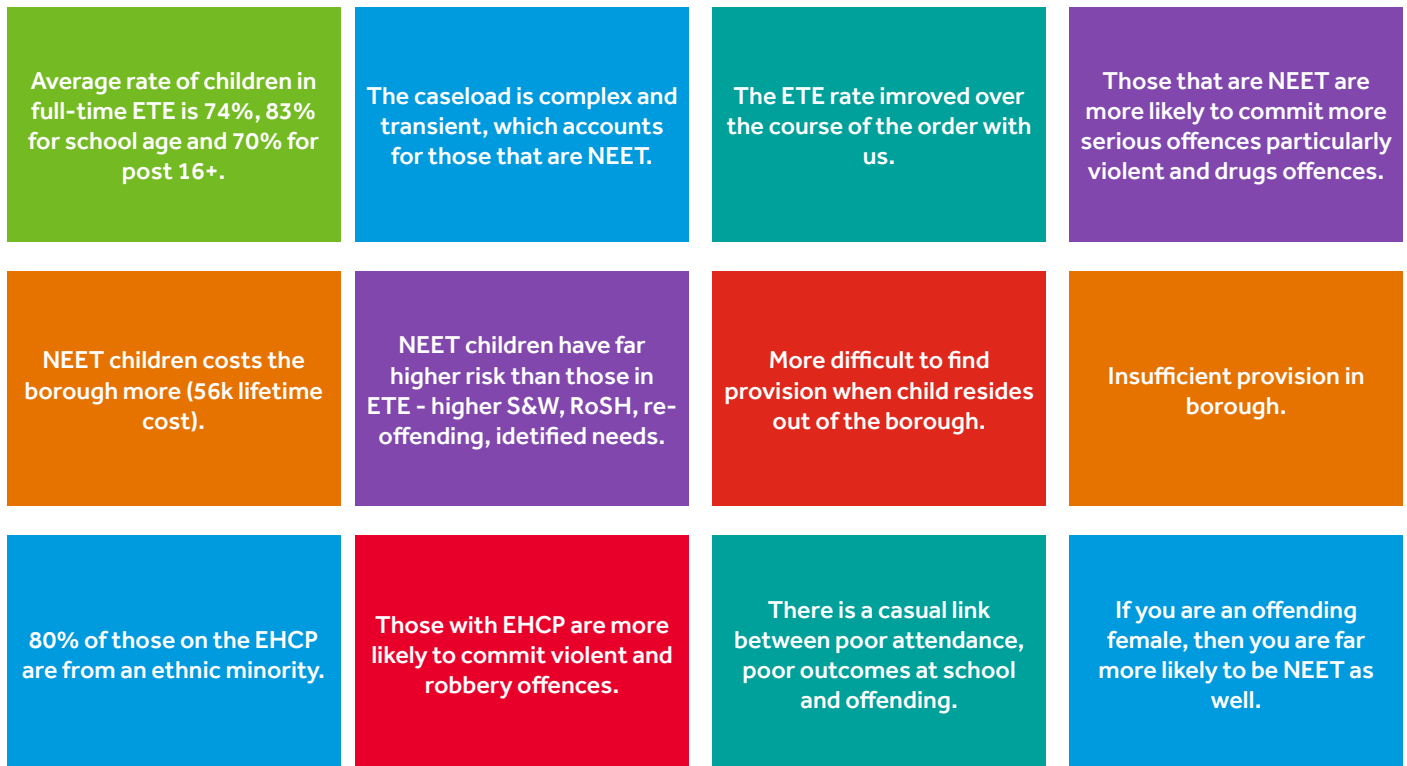 Average rate of children in
full-time ETE is 74%, 83%
for school age and 70% for
post 16+.
The caseload is complex and
transient, which accounts
for those that are NEET.
The ETE rate imroved over
the course of the order with
us.
Those that are NEET are
more likely to commit more
serious offences particularly
violent and drugs offences.
NEET children costs the
borough more (56k lifetime
cost).
NEET children have far
higher risk than those in
ETE - higher S&W, RoSH, re-
offending, idetified needs.
More difficult to find
provision when child resides
out of the borough.
Insufficient provision in
borough.
80% of those on the EHCP
are from an ethnic minority.
Those with EHCP are more
likely to commit violent and
robbery offences.
There is a casual link
between poor attendance,
poor outcomes at school
and offending.
If you are an offending
female, then you are far
more likely to be NEET as
well.